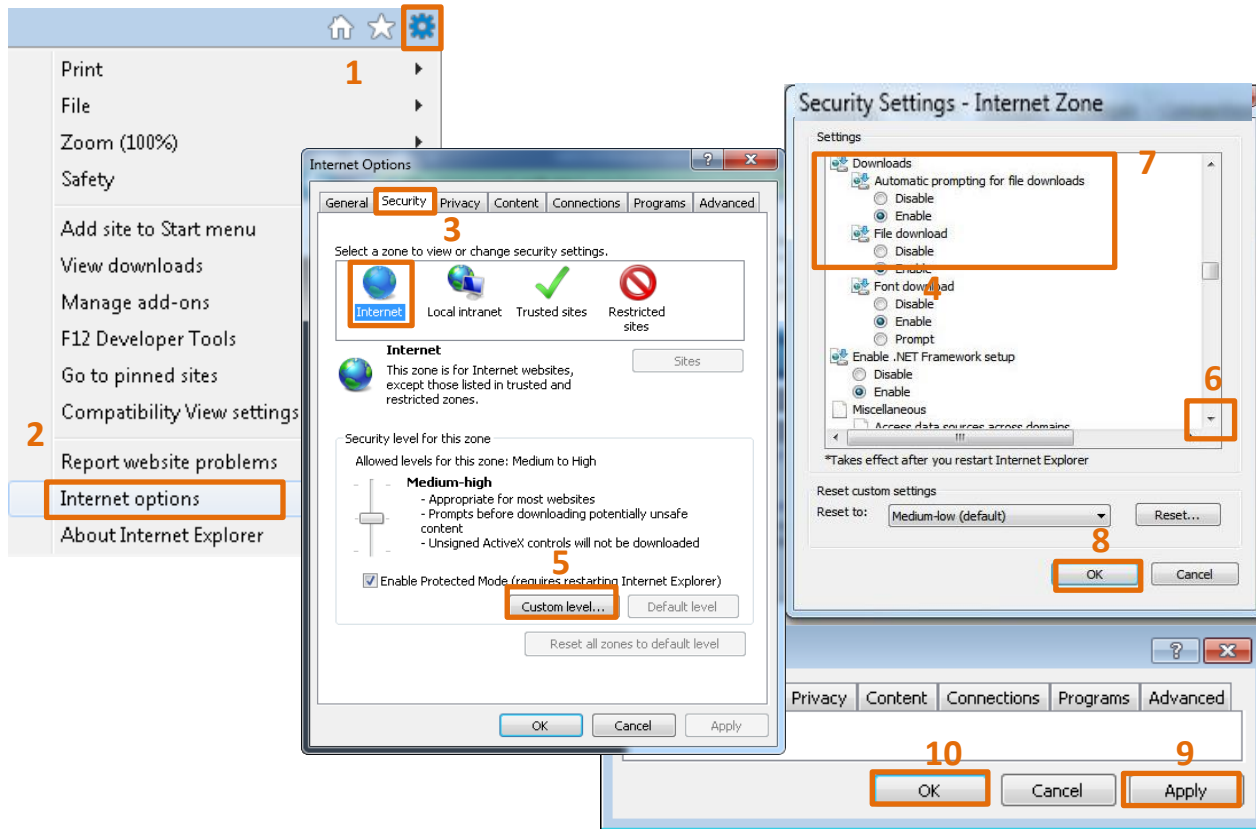 1
Print
File
Zoom (100%)
Safety
Add site to Start menu
View downloads
Manage add-ons
F12 Developer Tools
Go to pinned sites
Compatibility View settings
2
Report website problems
Internet options
About Internet Explorer
Internet Options
General Security Privacy Content Connections Programs Advanced
3
Select a zone to view or change security settings.
Internet Local intranet Trusted sites Restricted
sites
Internet
This zone is for Internet websites,
except those listed in trusted and
restricted zones.
Sites
Security level for this zone
Allowed levels for this zone: Medium to High
Medium-high
- Appropriate for most websites
- Prompts before downloading potentially unsafe
content
- Unsigned ActiveX controls will not be downloaded
5
Enable Protected Mode (requires restarting Internet Explorer)
Custom level... Default level
Reset all zones to default level
OK Cancel Apply
Security Settings - Internet Zone
Settings
7
Downloads
Automatic prompting for file downloads
Disable
Enable
File download
Disable
Enable
4
Font download
Disable
Enable
Prompt
Enable .NET Framework setup
Disable
Enable
6
Miscellaneous
Access data sources across domains
*Takes effect after you restart Internet Explorer
Reset custom settings
Reset to: Medium-low (default) Reset...
8
OK Cancel
Privacy Content Connections Programs Advanced
10 9
OK Cancel Apply